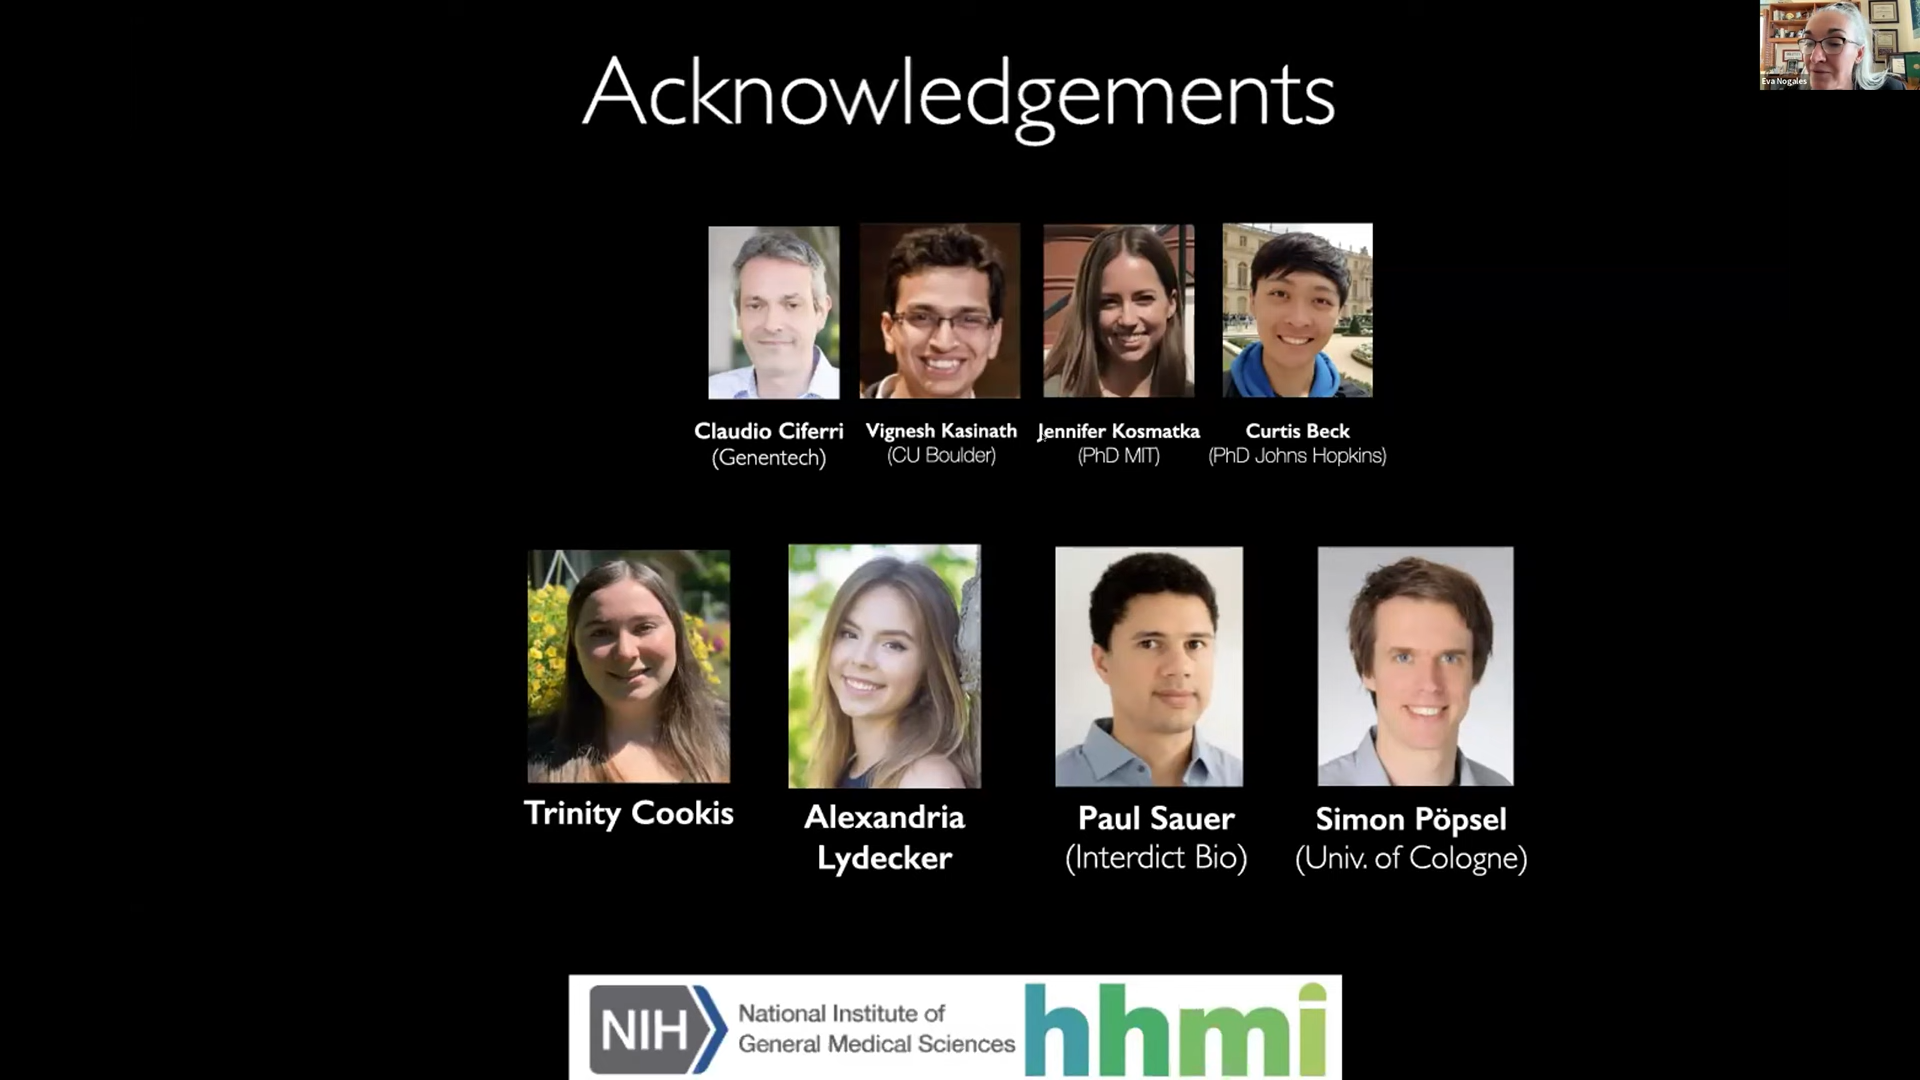 Acknowledgements
Eva Nogales
Claudio Ciferri
(Genentech)
Vignesh Kasinath
(CU Boulder)
Jennifer Kosmatka
(PhD MIT)
Curtis Beck
(PhD Johns Hopkins)
Trinity Cookis
Alexandria
Lydecker
Paul Sauer
(Interdict Bio)
Simon Pöpsel
(Univ. of Cologne)
NIH
National Institute of
General Medical Sciences
hhmi